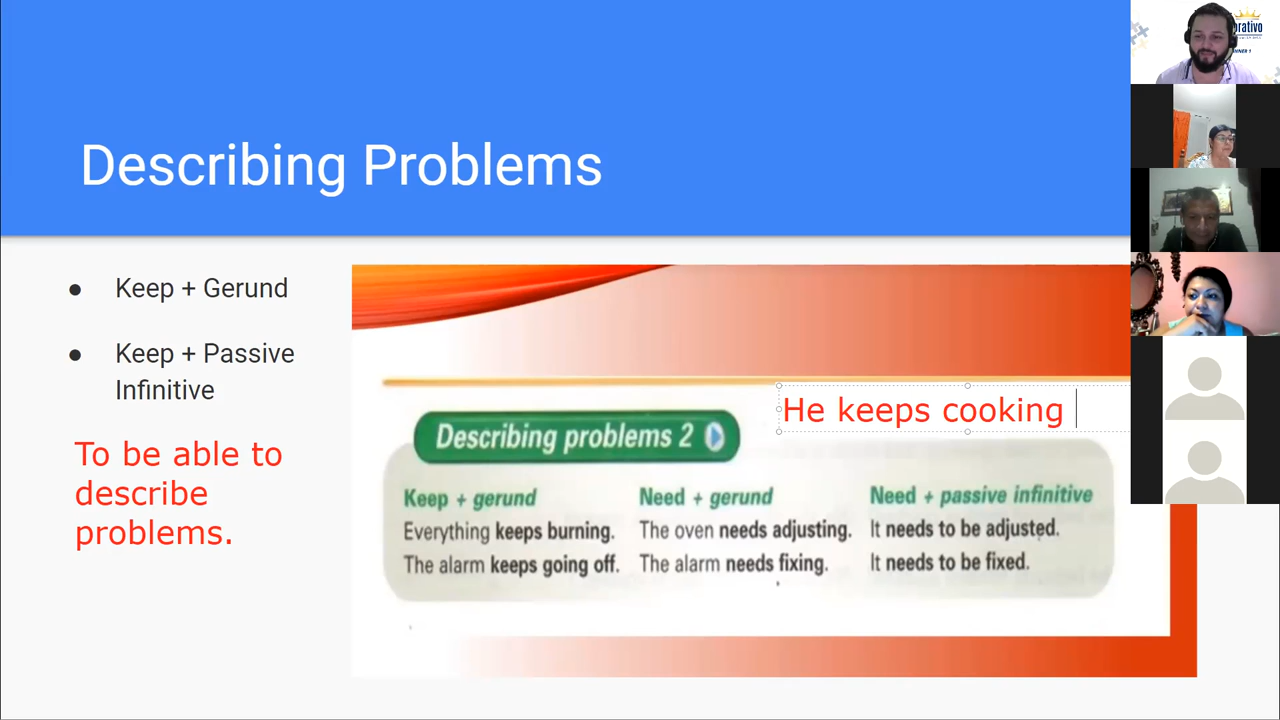 Describing Problems
● Keep + Gerund
● Keep + Passive
Infinitive
To be able to
describe
problems.
He keeps cooking
Describing problems 2
Keep + gerund
Everything keeps burning.
The alarm keeps going off.
Need + gerund
The oven needs adjusting.
The alarm needs fixing.
Need + passive infinitive
It needs to be adjusted.
It needs to be fixed.